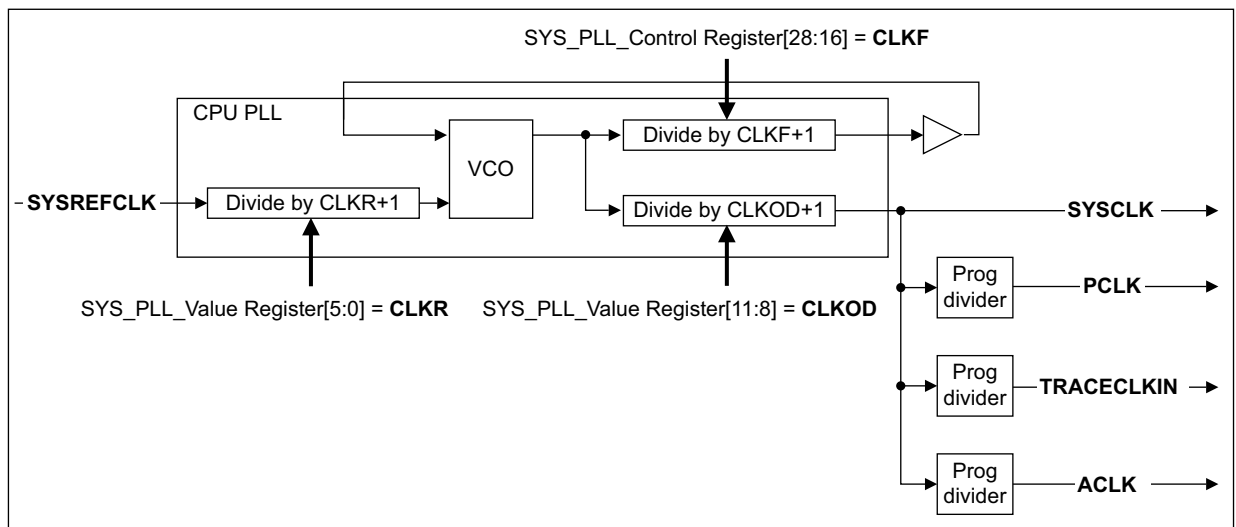 SYS_PLL_Control Register[28:16] = CLKF
CPU PLL
Divide by CLKF+1
VCO
SYSREFCLK
Divide by CLKR+1
Divide by CLKOD+1
SYSCLK
SYS_PLL_Value Register[5:0] = CLKR
SYS_PLL_Value Register[11:8] = CLKOD
Prog
divider
PCLK
Prog
divider
TRACECLKIN
Prog
divider
ACLK